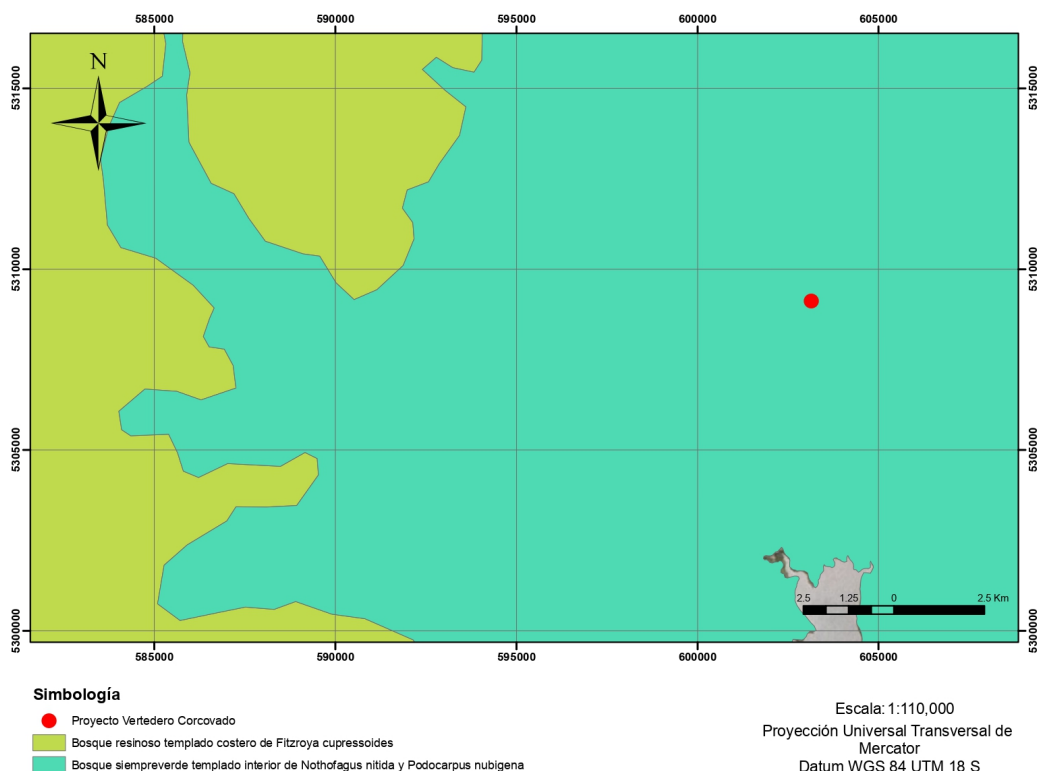 585000 590000 595000 600000 605000
N
5315000 5315000
5310000 5310000
5305000 5305000
2.5 1.25 0 2.5 Km
5300000 5300000
585000 590000 595000 600000 605000
Simbología
Proyecto Vertedero Corcovado
Bosque resinoso templado costero de Fitzroya cupressoides
Bosque siempreverde templado interior de Nothofagus nitida y Podocarpus nubigena
Escala: 1:110,000
Proyección Universal Transversal de
Mercator
Datum WGS 84 UTM 18 S